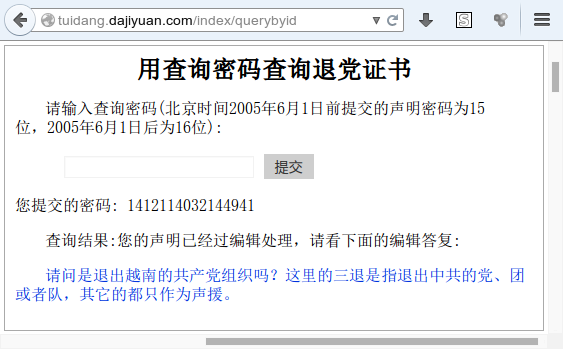 tuidang.dajiyuan.com/index/querybyid
用查询密码查询退党证书
请输入查询密码(北京时间2005年6月1日前提交的声明密码为15
位，2005年6月1日后为16位):
提交
您提交的密码: 1412114032144941
查询结果:您的声明已经过编辑处理，请看下面的编辑答复:
请问是退出越南的共产党组织吗？这里的三退是指退出中共的党、团
或者队，其它的都只作为声援。